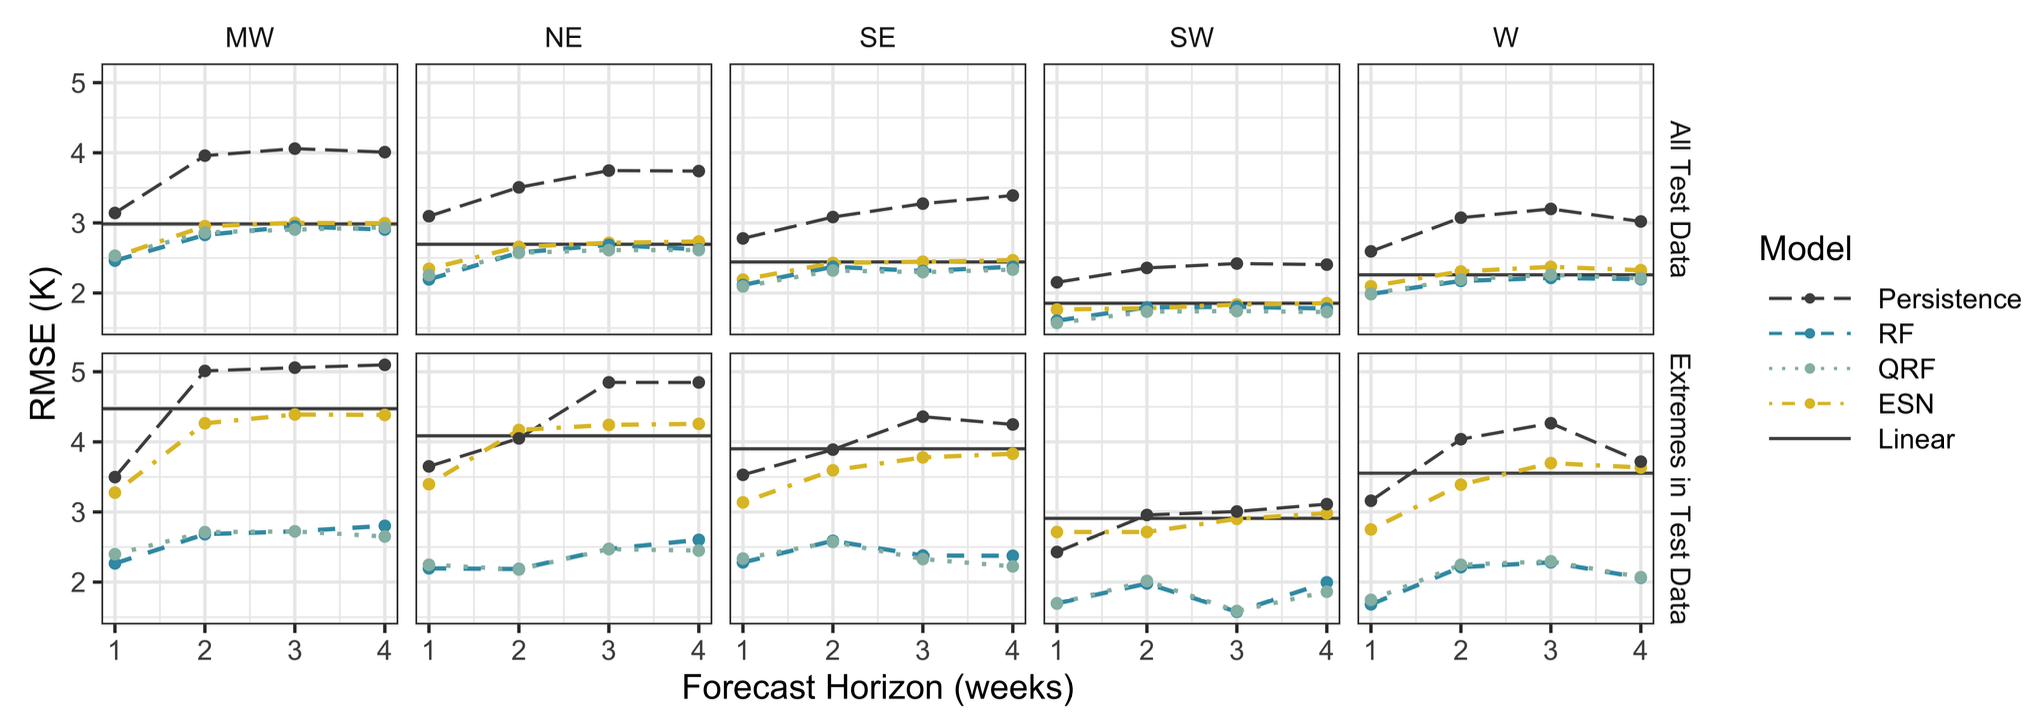 MW NE SE SW W
5
4
3
2
All Test Data
5
4
3
2
Extremes in Test Data
RMSE (K)
1 2 3 4 1 2 3 4 1 2 3 4 1 2 3 4 1 2 3 4
Forecast Horizon (weeks)
Model
Persistence
RF
QRF
ESN
Linear